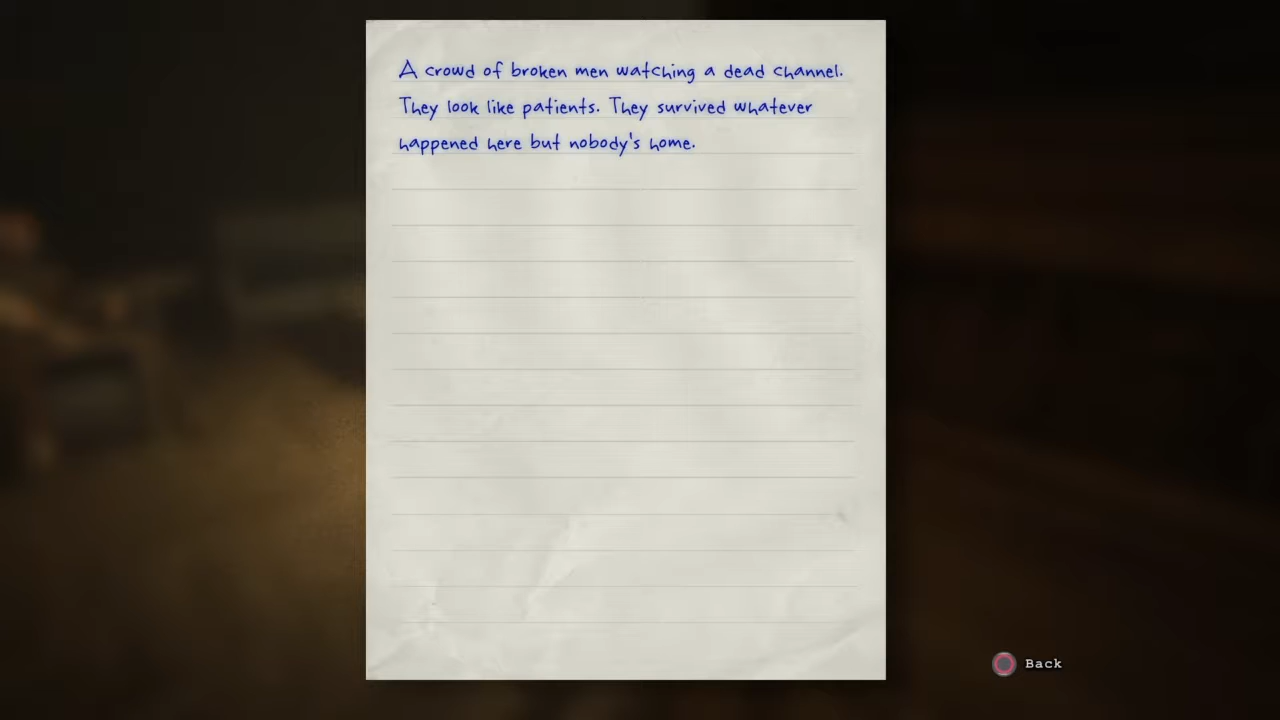 A crowd of broken men watching a dead channel.
They look like patients. They survived whatever
happened here but nobody's home.
Back